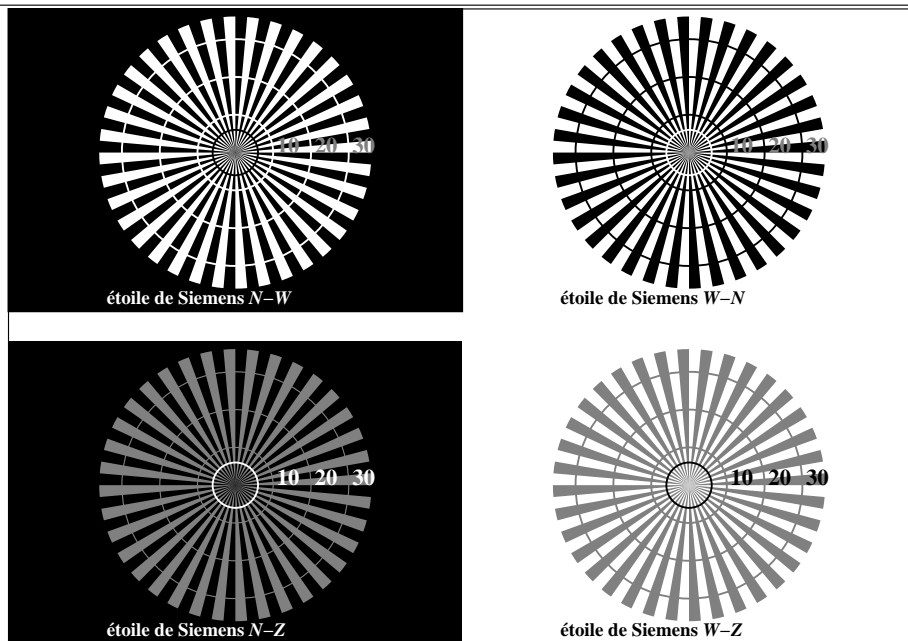 10 20 30
étoile de Siemens N–W
10 20 30
étoile de Siemens W–N
10 20 30
étoile de Siemens N–Z
10 20 30
étoile de Siemens W–Z